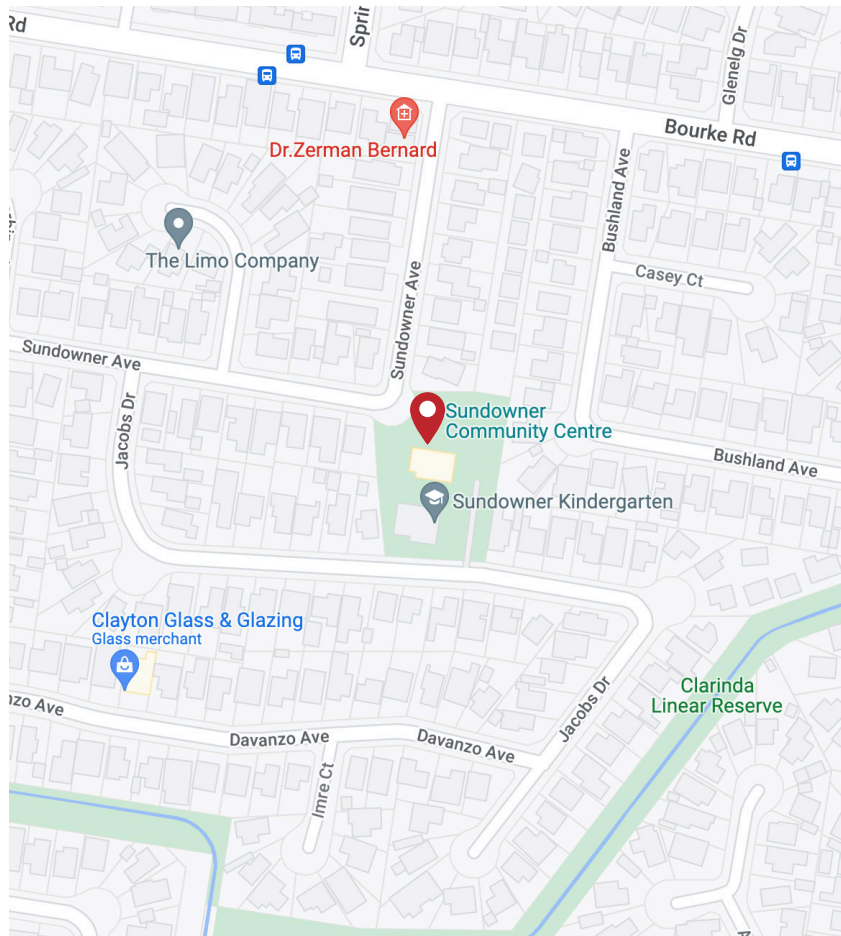 Rd
Sprin
Glenelg Dr
Bourke Rd
Dr.Zerman Bernard
Bushland Ave
The Limo Company
Casey Ct
Sundowner Ave
Sundowner Ave
Jacobs Dr
Sundowner
Community Centre
Bushland Ave
Sundowner Kindergarten
Clayton Glass & Glazing
Glass merchant
Clarinda
Linear Reserve
nzo Ave
Jacobs Dr
Davanzo Ave
Davanzo Ave
Imre Ct